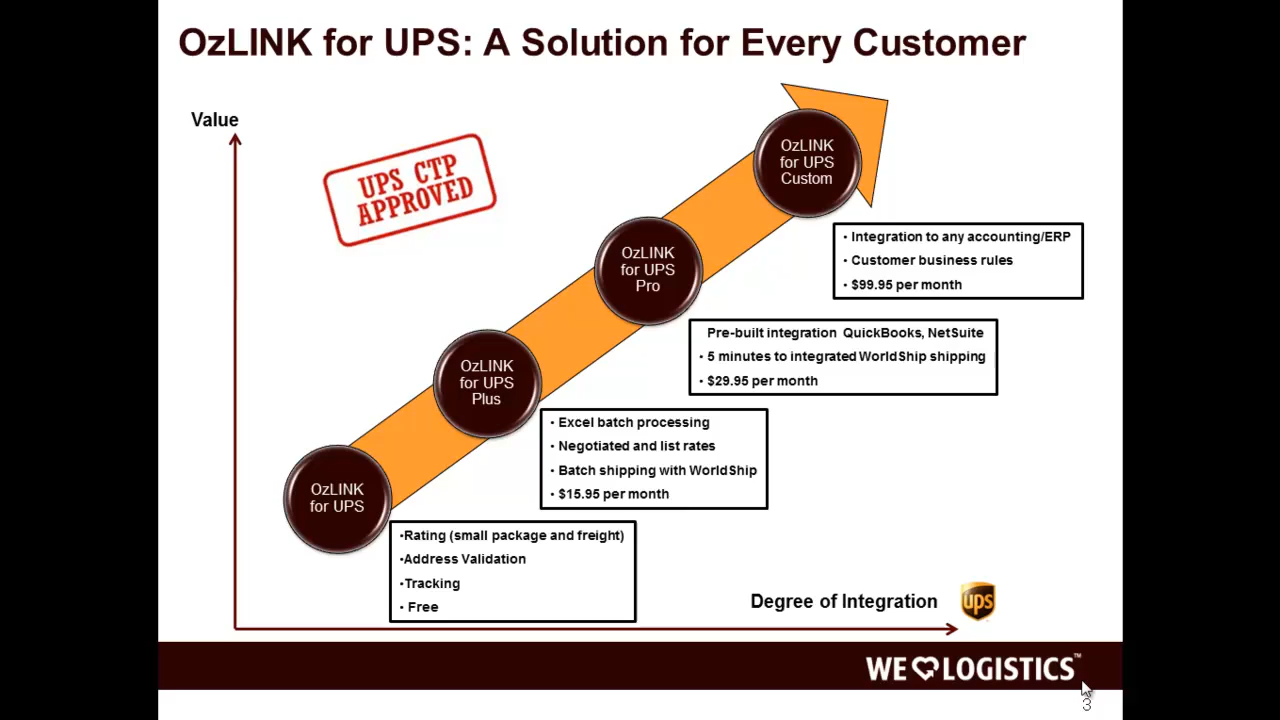 OzLINK for UPS: A Solution for Every Customer
Value
UPS CTP
APPROVED
OzLINK
for UPS
Custom
• Integration to any accounting/ERP
• Customer business rules
• $99.95 per month
OzLINK
for UPS
Pro
Pre-built integration QuickBooks, NetSuite
• 5 minutes to integrated WorldShip shipping
• $29.95 per month
OzLINK
for UPS
Plus
• Excel batch processing
• Negotiated and list rates
• Batch shipping with WorldShip
• $15.95 per month
OzLINK
for UPS
•Rating (small package and freight)
•Address Validation
•Tracking
• Free
Degree of Integration
ups
WE LOGISTICS™
3